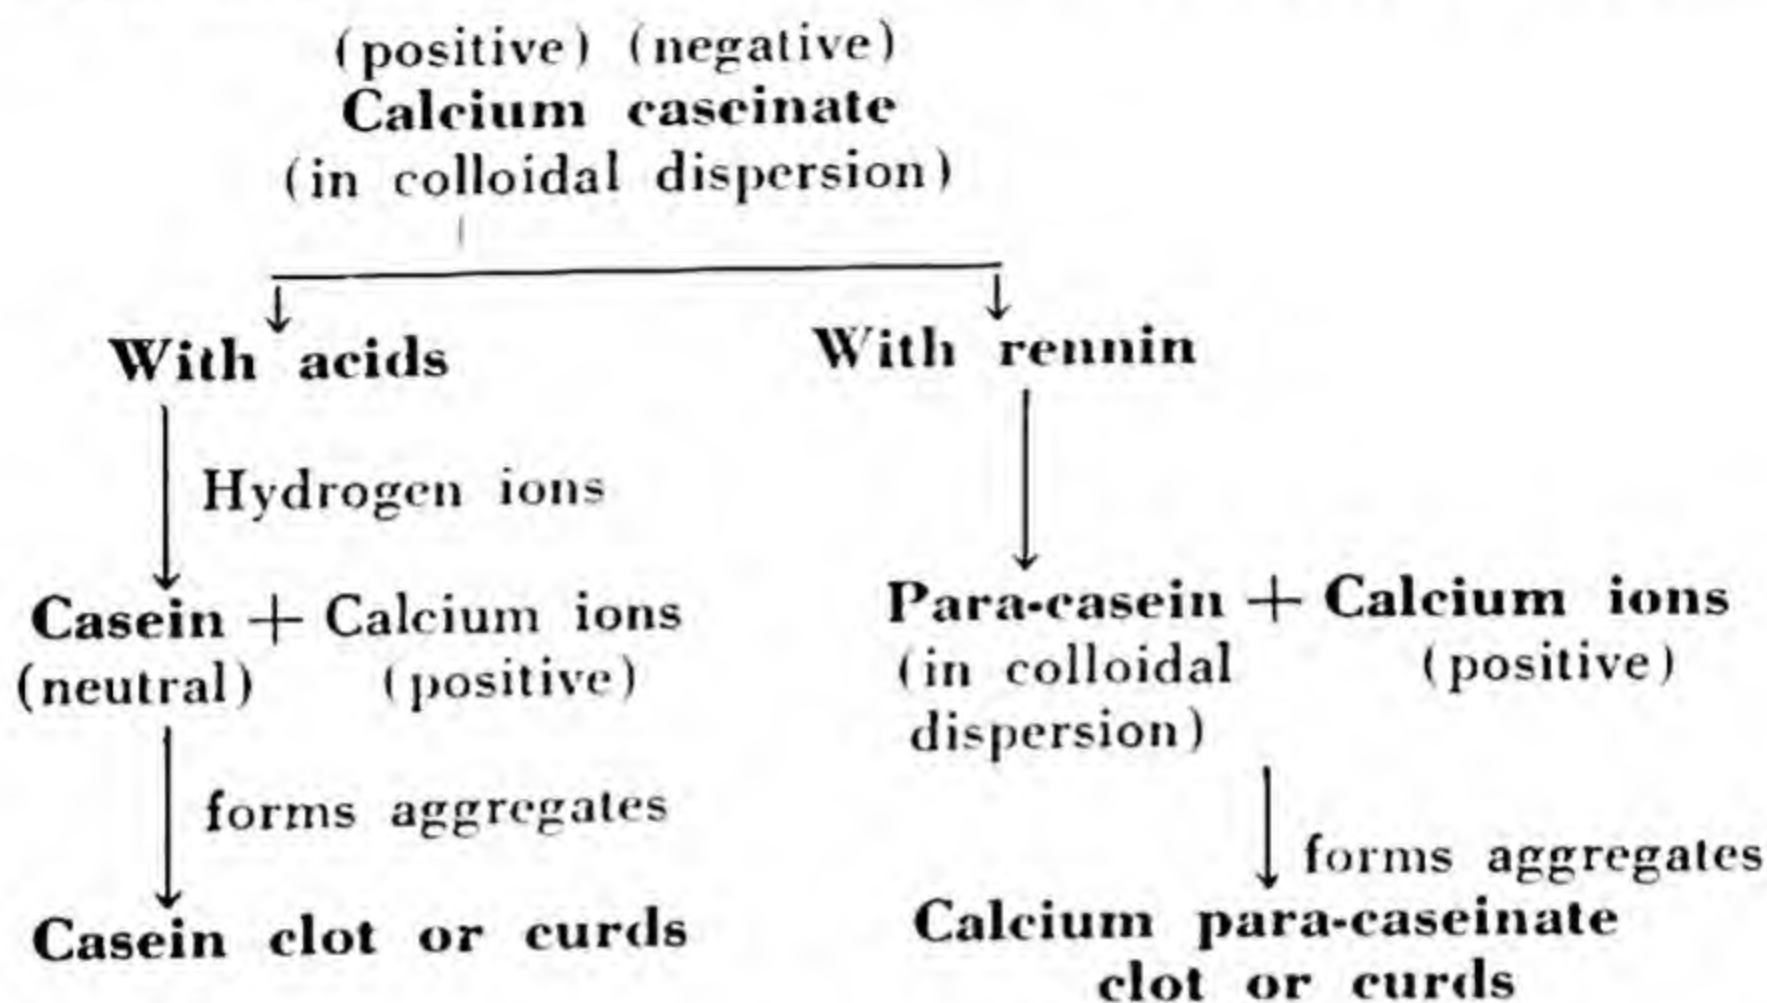 (positive) (negative)
Calcium caseinate
(in colloidal dispersion)
With acids
Hydrogen ions
Casein + Calcium ions
(neutral) (positive)
forms aggregates
Casein clot or curds
With rennin
Para-casein + Calcium ions
(in colloidal (positive)
dispersion)
forms aggregates
Calcium para-caseinate
clot or curds